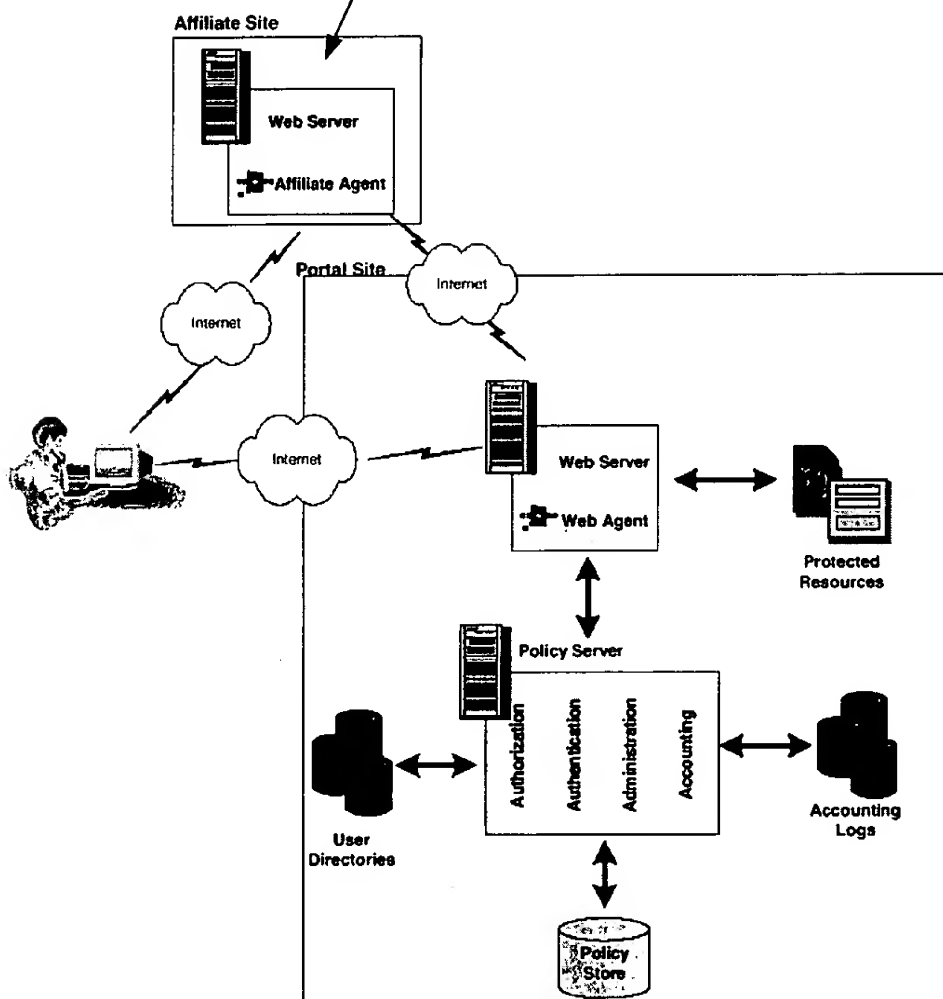 Affiliate Site
Web Server
Affiliate Agent
Portal Site
Internet
Internet
Internet
Web Server
Web Agent
Protected
Resources
Policy Server
Authorization
Authentication
Administration
Accounting
User
Directories
Accounting
Logs
Policy
Store